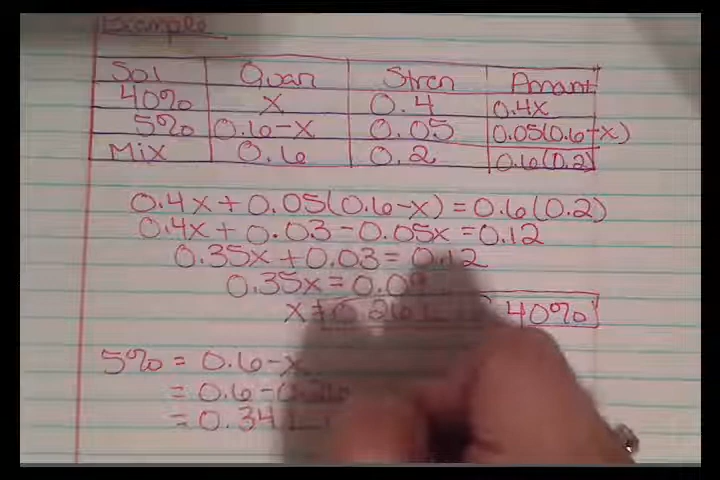 Example
Sol Quan Stren Amount
40% x 0.4 0.4x
5% 0.6-x 0.05 0.05(0.6-x)
Mix 0.6 0.2 0.6(0.2)
0.4x + 0.05(0.6-x) = 0.6(0.2)
0.4x + 0.03 - 0.05x = 0.12
0.35x + 0.03 = 0.12
0.35x = 0.09
x = 40%
5% = 0.6-x
= 0.6-
= 0.34